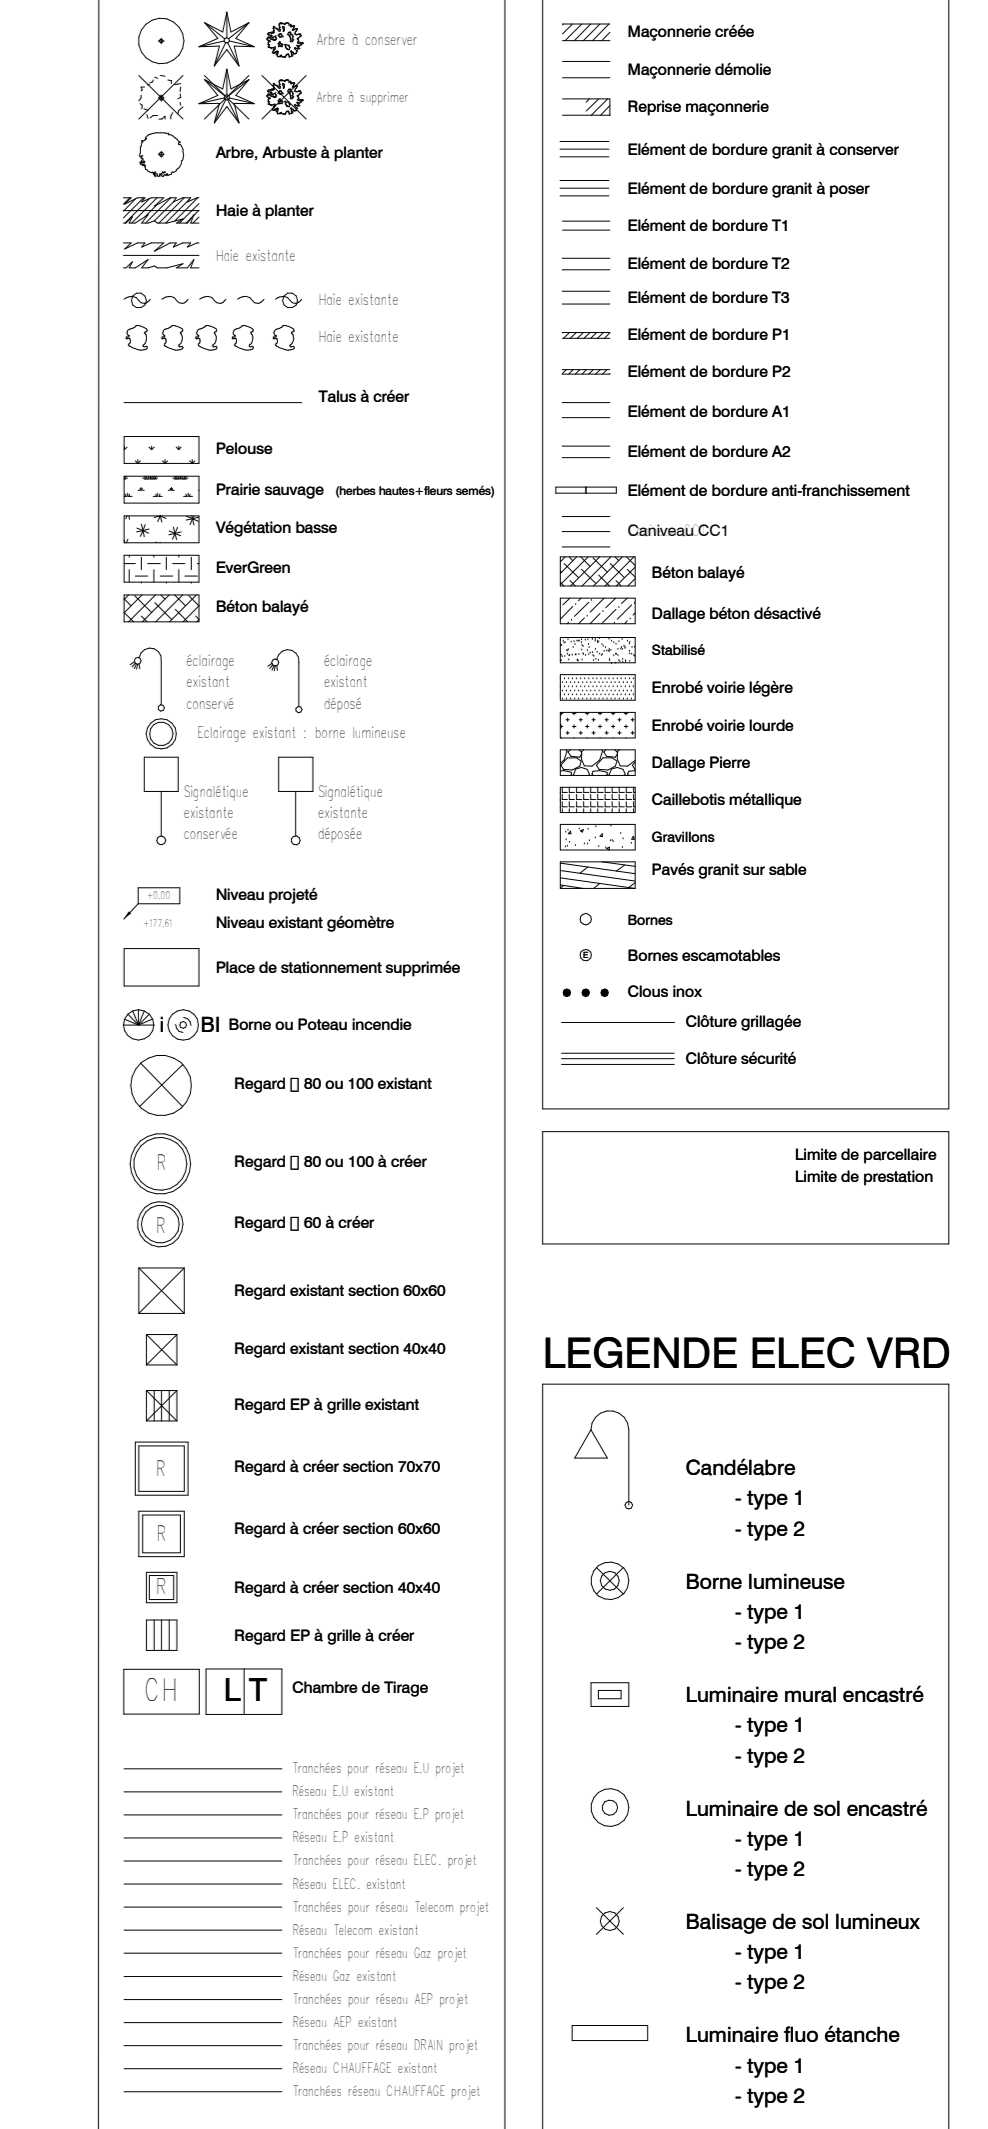 Arbre à conserver
Arbre à supprimer
Arbre, Arbuste à planter
Haie à planter
Haie existante
Haie existante
Haie existante
Talus à créer
Pelouse
Prairie sauvage (herbes hautes+fleurs semés)
Végétation basse
EverGreen
Béton balayé
éclairage
existant
conservé
éclairage
existant
déposé
Eclairage existant : borne lumineuse
Signalétique
existante
conservée
Signalétique
existante
déposée
+0.00
Niveau projeté
+177.61
Niveau existant géomètre
Place de stationnement supprimée
i BI Borne ou Poteau incendie
Regard ▯ 80 ou 100 existant
R Regard ▯ 80 ou 100 à créer
R Regard ▯ 60 à créer
Regard existant section 60x60
Regard existant section 40x40
Regard EP à grille existant
R Regard à créer section 70x70
R Regard à créer section 60x60
R Regard à créer section 40x40
Regard EP à grille à créer
CH LT Chambre de Tirage
Tranchées pour réseau E.U projet
Réseau E.U existant
Tranchées pour réseau E.P projet
Réseau E.P existant
Tranchées pour réseau ELEC. projet
Réseau ELEC. existant
Tranchées pour réseau Telecom projet
Réseau Telecom existant
Tranchées pour réseau Gaz projet
Réseau Gaz existant
Tranchées pour réseau AEP projet
Réseau AEP existant
Tranchées pour réseau DRAIN projet
Réseau CHAUFFAGE existant
Tranchées réseau CHAUFFAGE projet
Maçonnerie créée
Maçonnerie démolie
Reprise maçonnerie
Elément de bordure granit à conserver
Elément de bordure granit à poser
Elément de bordure T1
Elément de bordure T2
Elément de bordure T3
Elément de bordure P1
Elément de bordure P2
Elément de bordure A1
Elément de bordure A2
Elément de bordure anti-franchissement
Caniveau CC1
Béton balayé
Dallage béton désactivé
Stabilisé
Enrobé voirie légère
Enrobé voirie lourde
Dallage Pierre
Caillebotis métallique
Gravillons
Pavés granit sur sable
Bornes
E Bornes escamotables
Clous inox
Clôture grillagée
Clôture sécurité
Limite de parcellaire
Limite de prestation
LEGENDE ELEC VRD
Candélabre
- type 1
- type 2
Borne lumineuse
- type 1
- type 2
Luminaire mural encastré
- type 1
- type 2
Luminaire de sol encastré
- type 1
- type 2
Balisage de sol lumineux
- type 1
- type 2
Luminaire fluo étanche
- type 1
- type 2